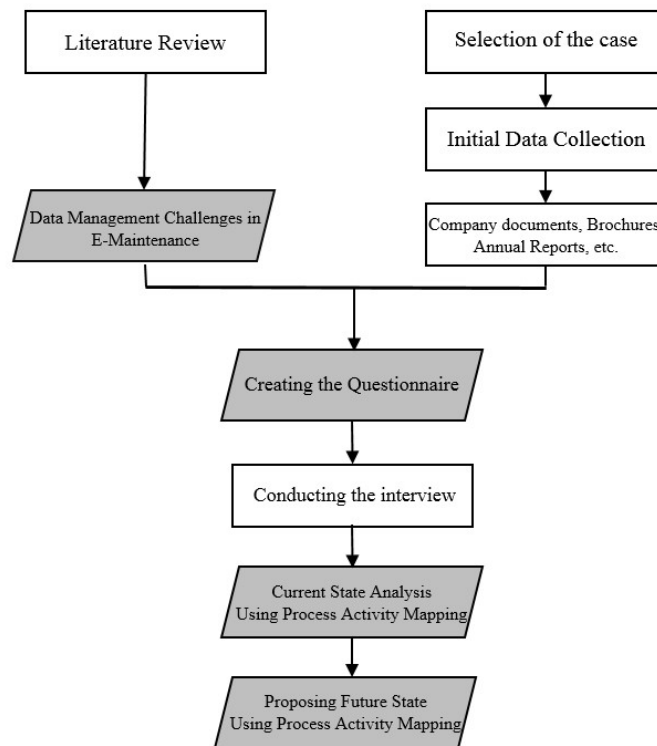 Literature Review
Selection of the case
Initial Data Collection
Data Management Challenges in
E-Maintenance
Company documents, Brochures
Annual Reports, etc.
Creating the Questionnaire
Conducting the interview
Current State Analysis
Using Process Activity Mapping
Proposing Future State
Using Process Activity Mapping